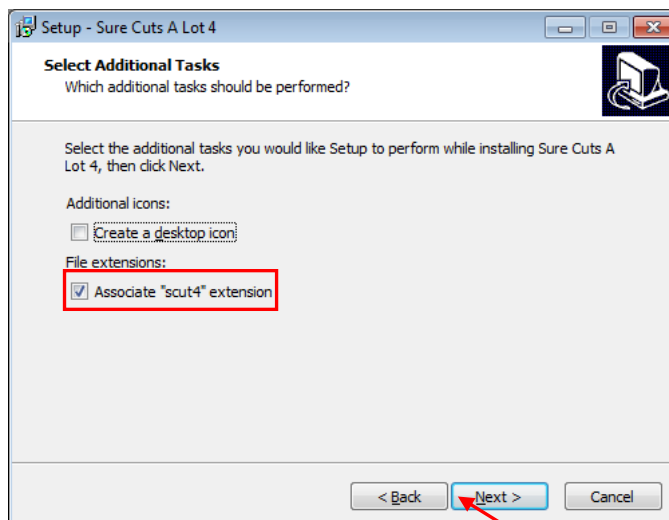 Setup - Sure Cuts A Lot 4
Select Additional Tasks
Which additional tasks should be performed?
Select the additional tasks you would like Setup to perform while installing Sure Cuts A
Lot 4, then click Next.
Additional icons:
Create a desktop icon
File extensions:
Associate "scut4" extension
< Back Next > Cancel